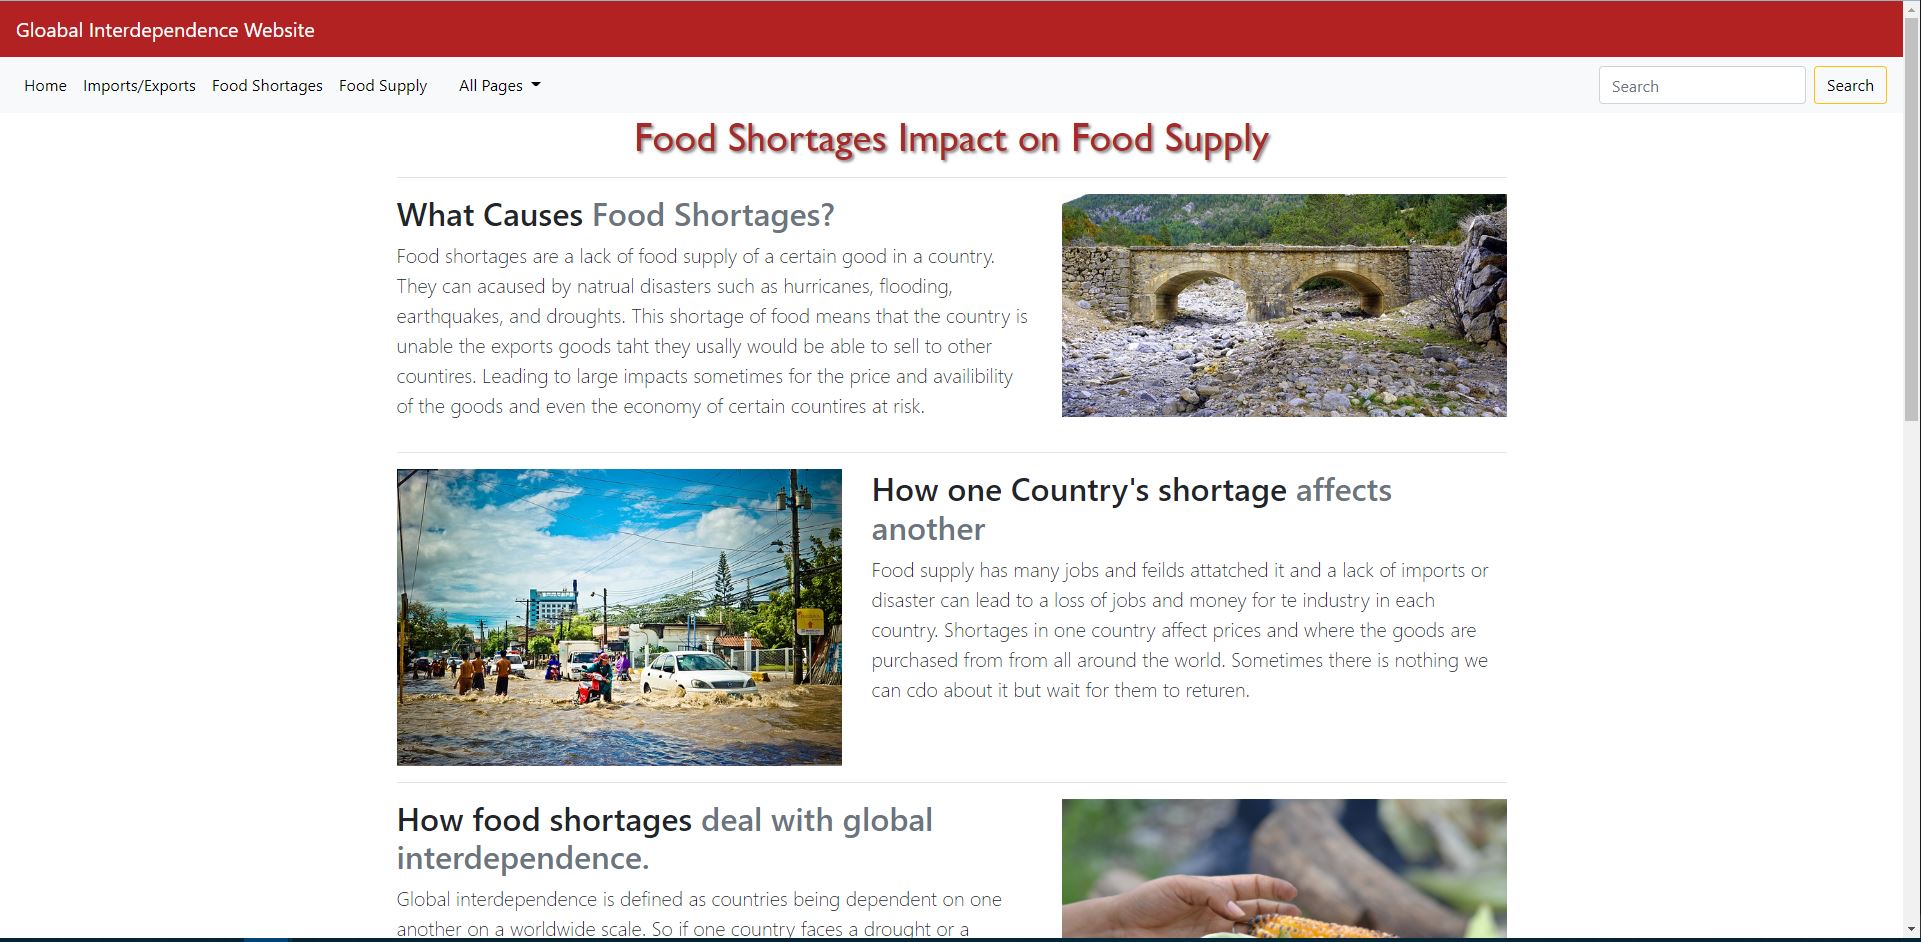 Gloabal Interdependence Website
Home Imports/Exports Food Shortages Food Supply All Pages Search Search
Food Shortages Impact on Food Supply
What Causes Food Shortages?
Food shortages are a lack of food supply of a certain good in a country.
They can acaused by natrual disasters such as hurricanes, flooding,
earthquakes, and droughts. This shortage of food means that the country is
unable the exports goods taht they usally would be able to sell to other
countires. Leading to large impacts sometimes for the price and availibility
of the goods and even the economy of certain countires at risk.
How one Country's shortage affects
another
Food supply has many jobs and feilds attatched it and a lack of imports or
disaster can lead to a loss of jobs and money for te industry in each
country. Shortages in one country affect prices and where the goods are
purchased from from all around the world. Sometimes there is nothing we
can cdo about it but wait for them to returen.
How food shortages deal with global
interdependence.
Global interdependence is defined as countries being dependent on one
another on a worldwide scale. So if one country faces a drought or a